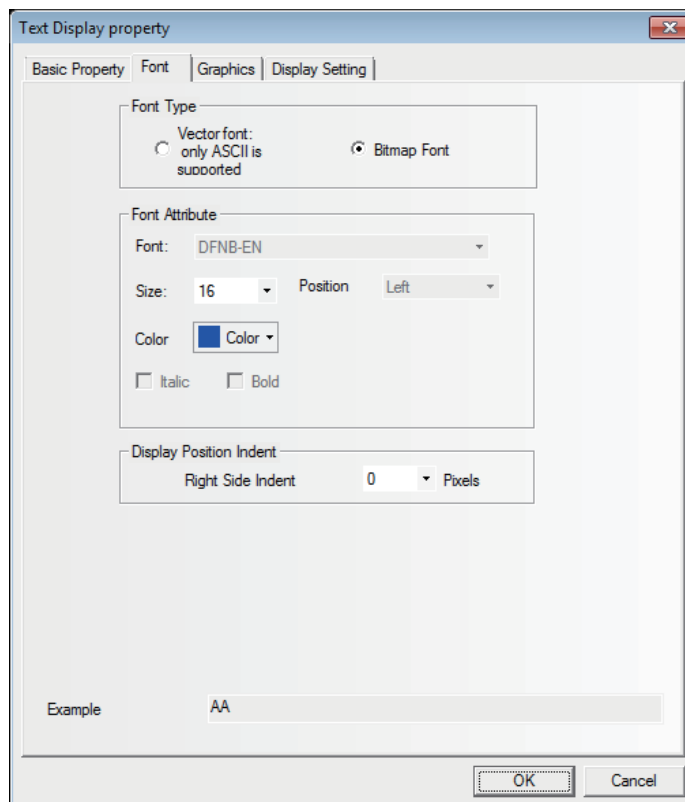 Text Display property
Basic Property Font Graphics Display Setting
Font Type
Vector font:
only ASCII is
supported
Bitmap Font
Font Attribute
Font: DFNB-EN
Size: 16 Position Left
Color Color
Italic Bold
Display Position Indent
Right Side Indent 0 Pixels
Example AA
OK Cancel